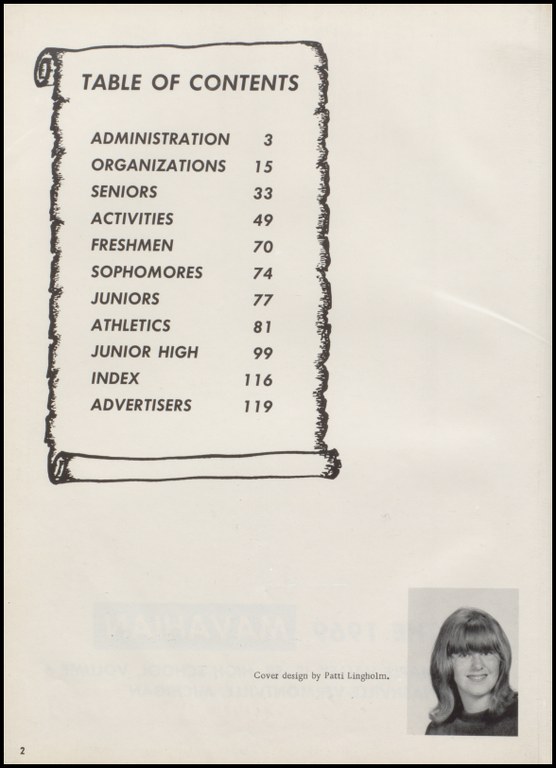 TABLE OF CONTENTS
ADMINISTRATION 3
ORGANIZATIONS 15
SENIORS 33
ACTIVITIES 49
FRESHMEN 70
SOPHOMORES 74
JUNIORS 77
ATHLETICS 81
JUNIOR HIGH 99
INDEX 116
ADVERTISERS 119
Cover design by Patti Lingholm.
2